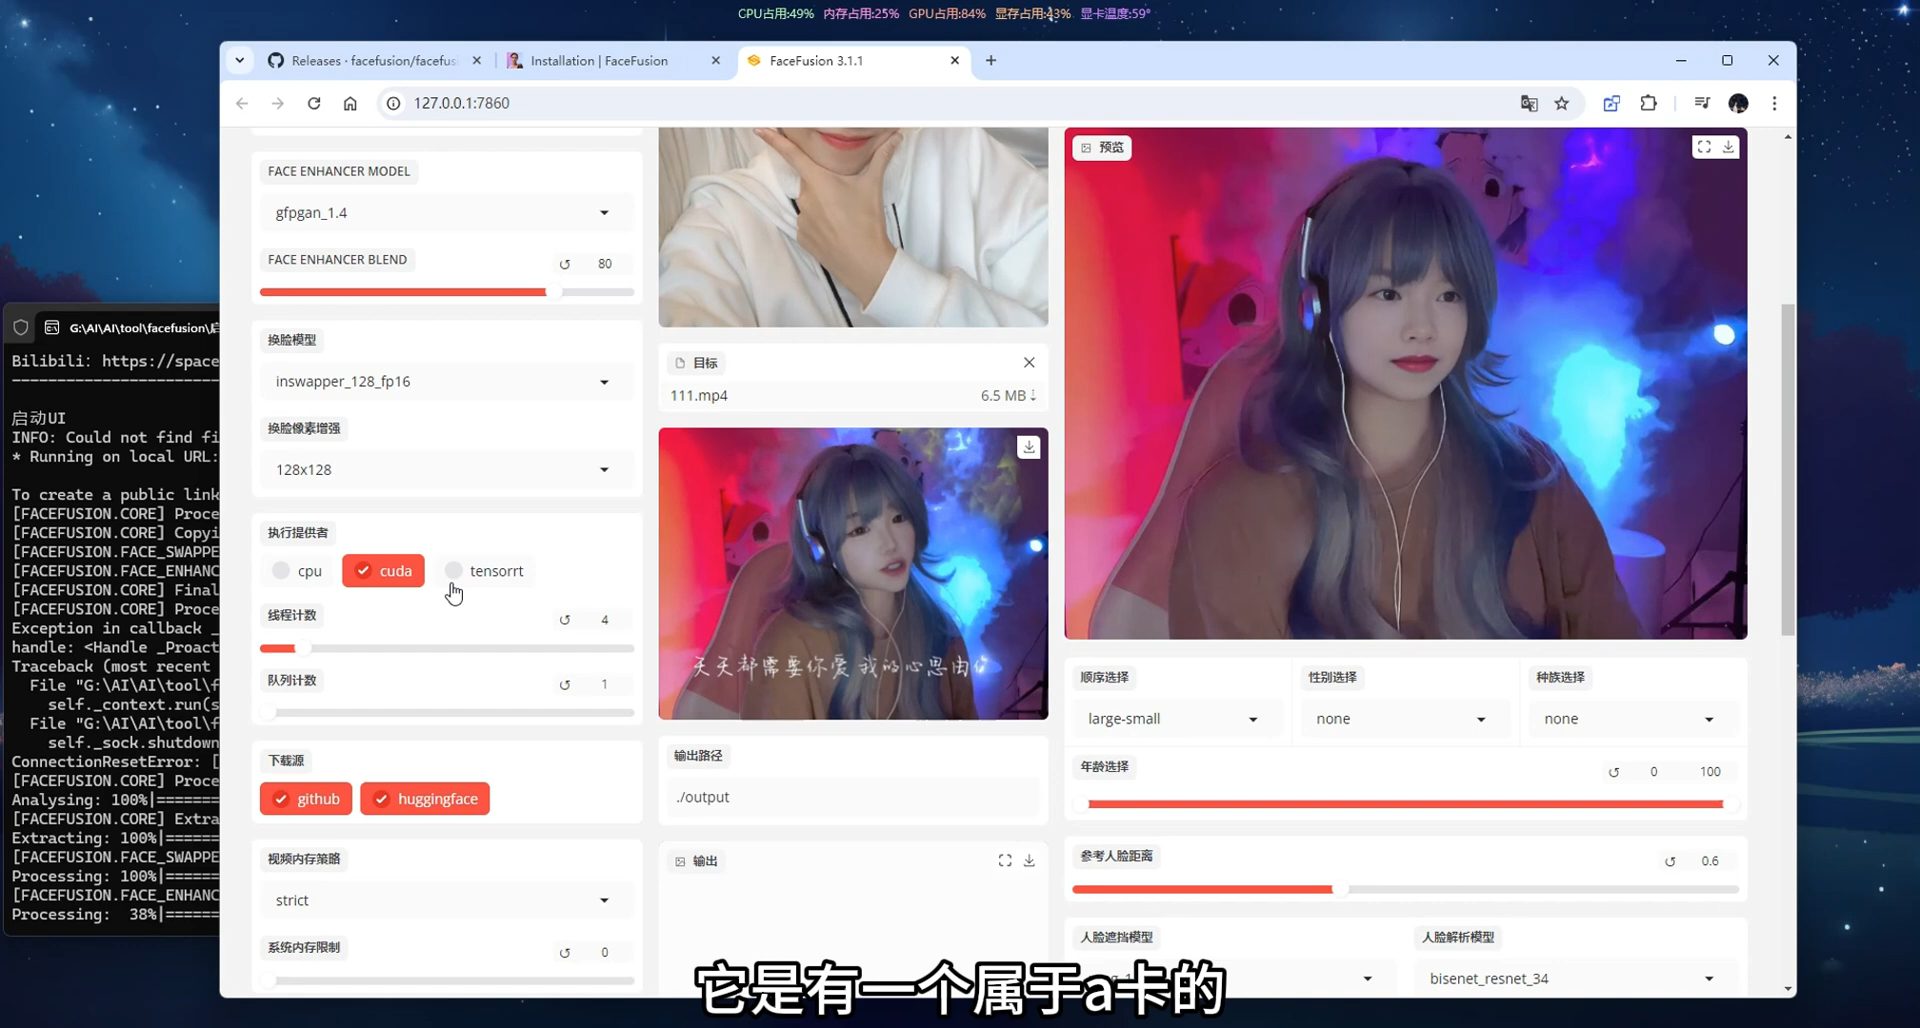 CPU占用:49% 内存占用:25% GPU占用:84% 显存占用:43% 显卡温度:59°
Releases · facefusion/facefus
Installation | FaceFusion
FaceFusion 3.1.1
127.0.0.1:7860
G:\AI\AI\tool\facefusion\启
Bilibili: https://space
启动UI
INFO: Could not find fi
* Running on local URL:
To create a public link
[FACEFUSION.CORE] Proce
[FACEFUSION.CORE] Copyi
[FACEFUSION.FACE_SWAPPE
[FACEFUSION.FACE_ENHANC
[FACEFUSION.CORE] Final
[FACEFUSION.CORE] Proce
Exception in callback _
handle: <Handle _Proact
Traceback (most recent
File "G:\AI\AI\tool\f
self._context.run(s
File "G:\AI\AI\tool\f
self._sock.shutdown
ConnectionResetError: [
[FACEFUSION.CORE] Proce
Analysing: 100%|=======
[FACEFUSION.CORE] Extra
Extracting: 100%|======
[FACEFUSION.FACE_SWAPPE
Processing: 100%|======
[FACEFUSION.FACE_ENHANC
Processing: 38%|======
FACE ENHANCER MODEL
gfpgan_1.4
FACE ENHANCER BLEND
80
换脸模型
inswapper_128_fp16
换脸像素增强
128x128
执行提供者
cpu
cuda
tensorrt
线程计数
4
队列计数
1
下载源
github
huggingface
视频内存策略
strict
系统内存限制
0
目标
111.mp4
6.5 MB↓
天天都需要你爱 我的心思由
输出路径
./output
输出
预览
顺序选择
large-small
性别选择
none
种族选择
none
年龄选择
0
100
参考人脸距离
0.6
人脸遮挡模型
人脸解析模型
bisenet_resnet_34
它是有一个属于a卡的